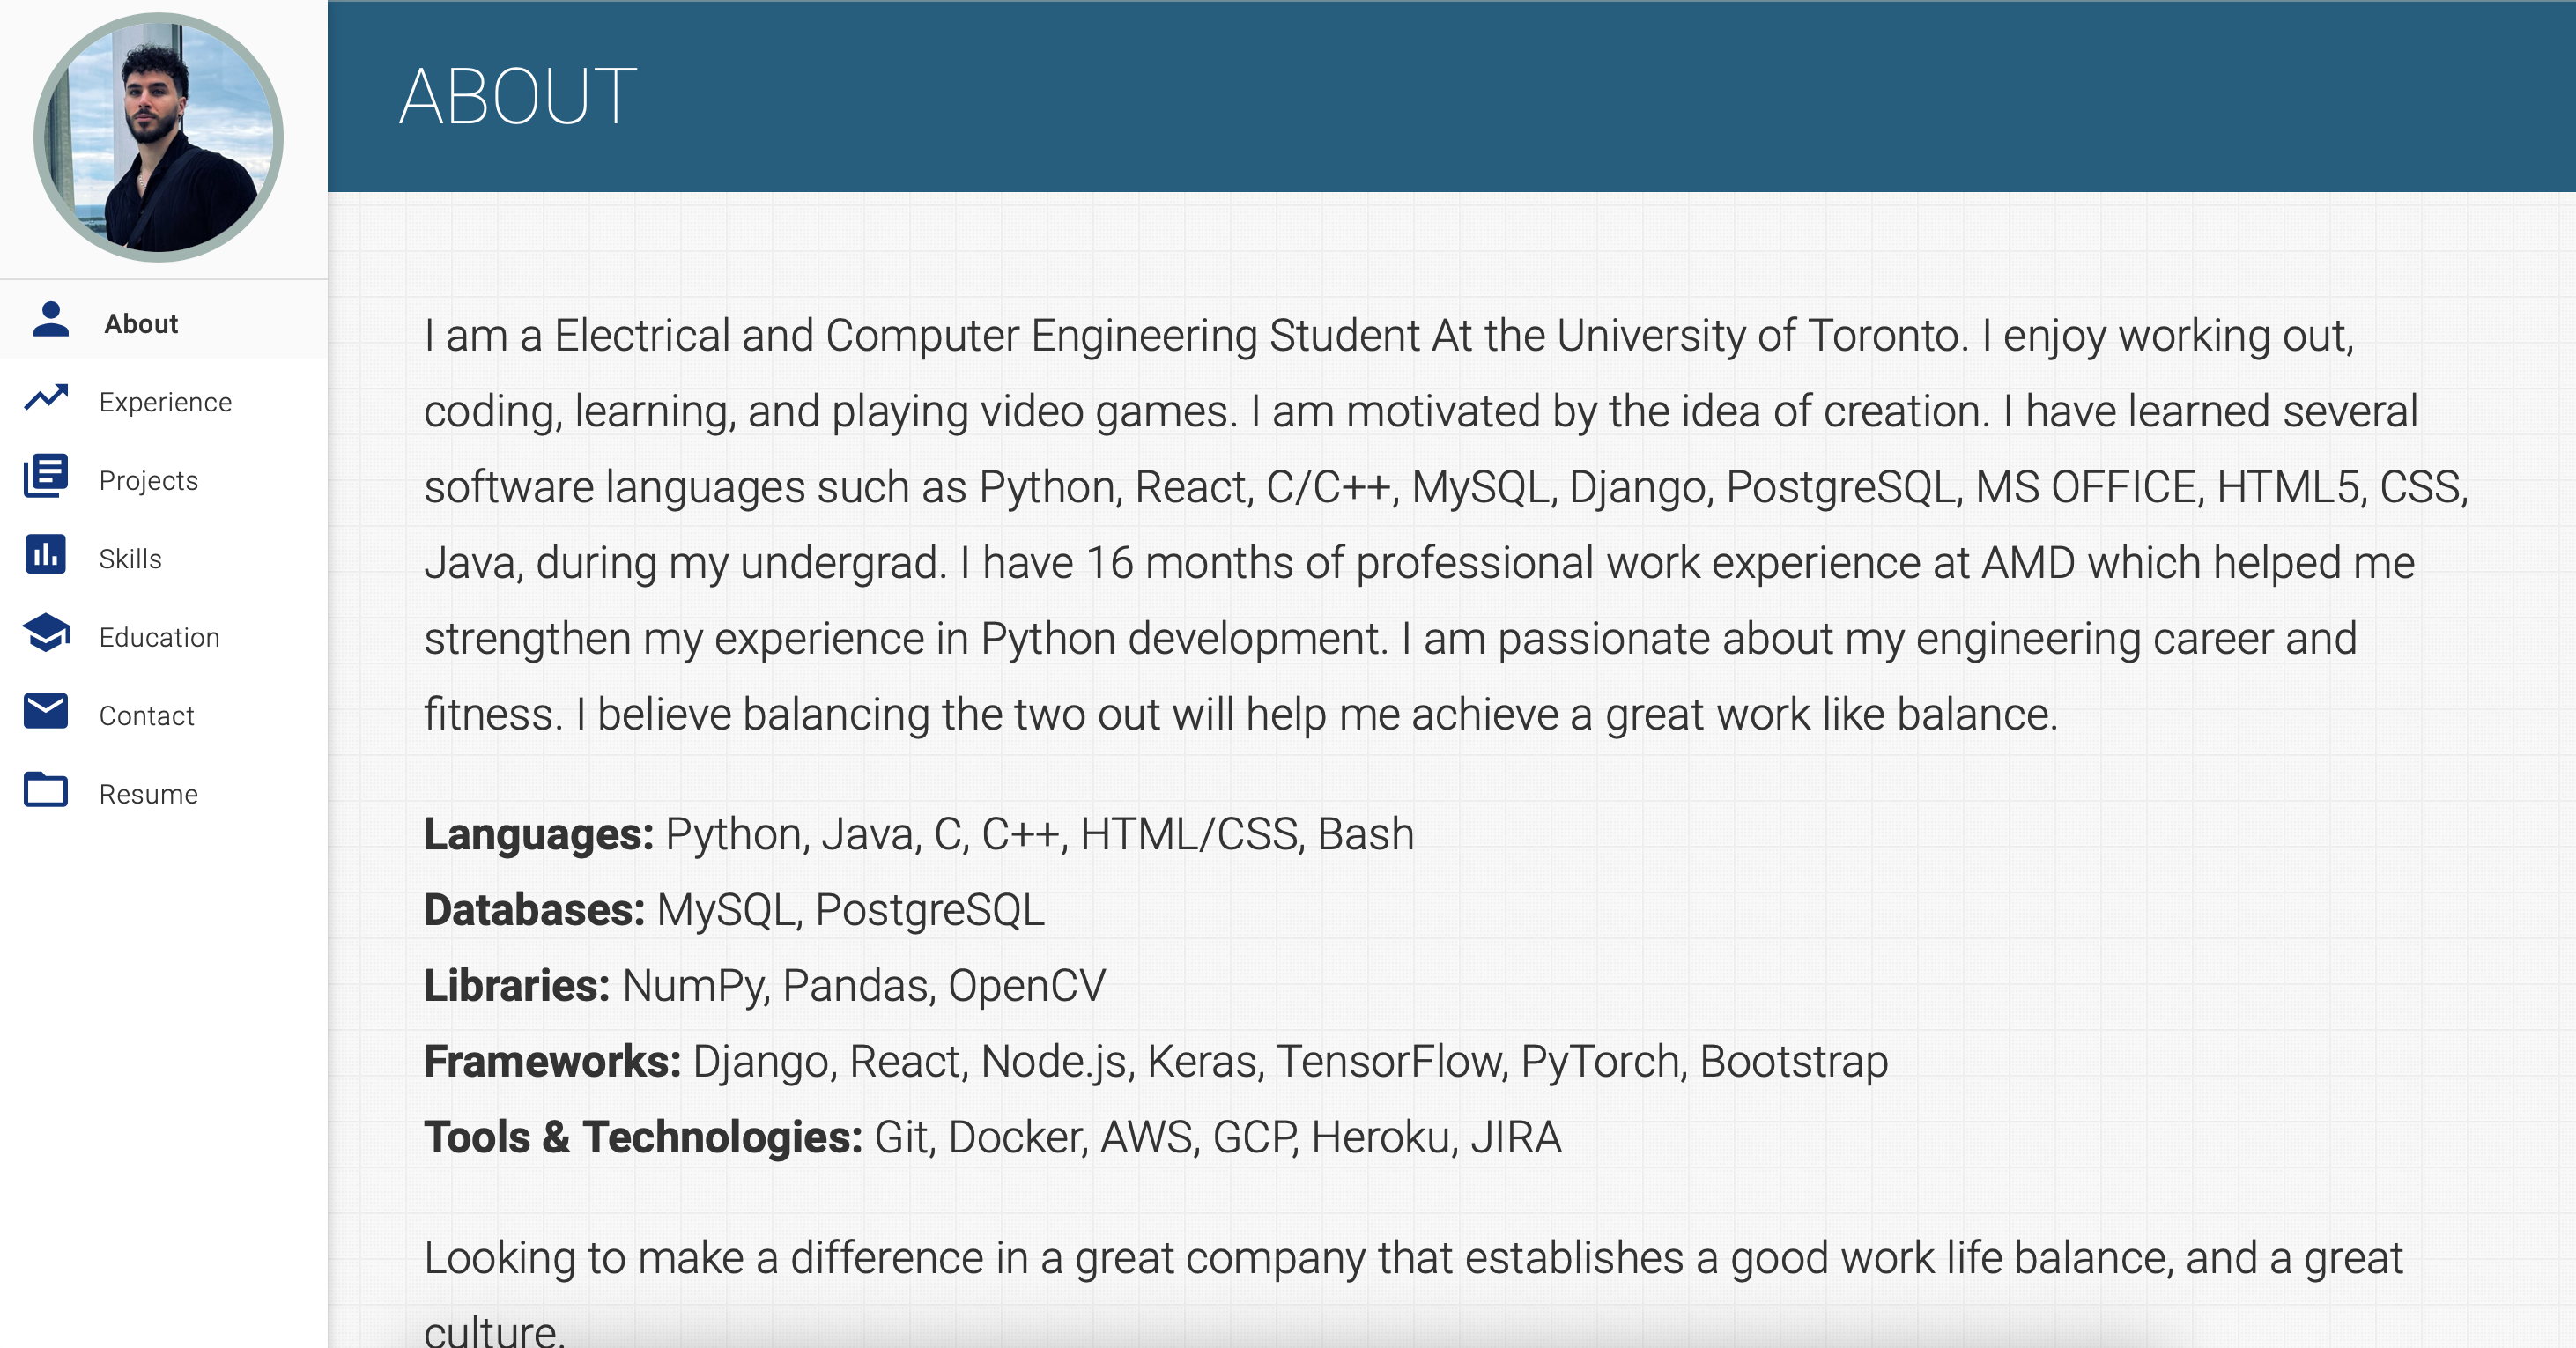 ABOUT
About
Experience
Projects
Skills
Education
Contact
Resume
I am a Electrical and Computer Engineering Student At the University of Toronto. I enjoy working out,
coding, learning, and playing video games. I am motivated by the idea of creation. I have learned several
software languages such as Python, React, C/C++, MySQL, Django, PostgreSQL, MS OFFICE, HTML5, CSS,
Java, during my undergrad. I have 16 months of professional work experience at AMD which helped me
strengthen my experience in Python development. I am passionate about my engineering career and
fitness. I believe balancing the two out will help me achieve a great work like balance.
Languages: Python, Java, C, C++, HTML/CSS, Bash
Databases: MySQL, PostgreSQL
Libraries: NumPy, Pandas, OpenCV
Frameworks: Django, React, Node.js, Keras, TensorFlow, PyTorch, Bootstrap
Tools & Technologies: Git, Docker, AWS, GCP, Heroku, JIRA
Looking to make a difference in a great company that establishes a good work life balance, and a great
culture.